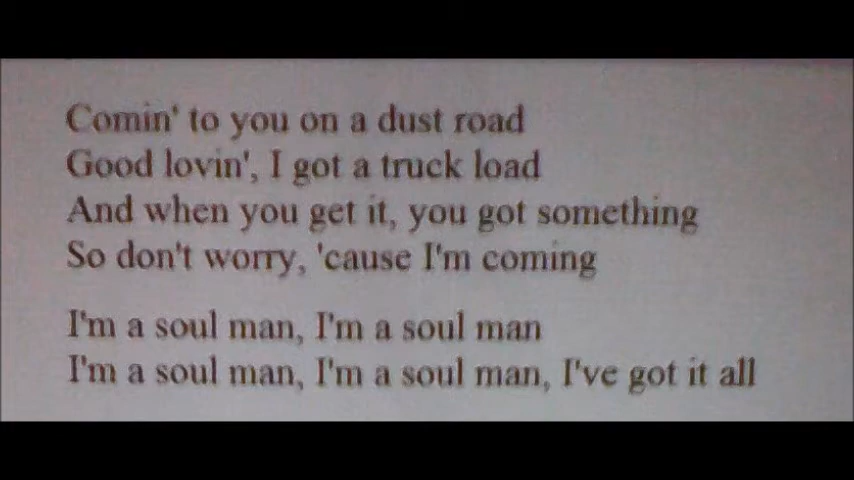 Comin' to you on a dust road
Good lovin', I got a truck load
And when you get it, you got something
So don't worry, 'cause I'm coming
I'm a soul man, I'm a soul man
I'm a soul man, I'm a soul man, I've got it all